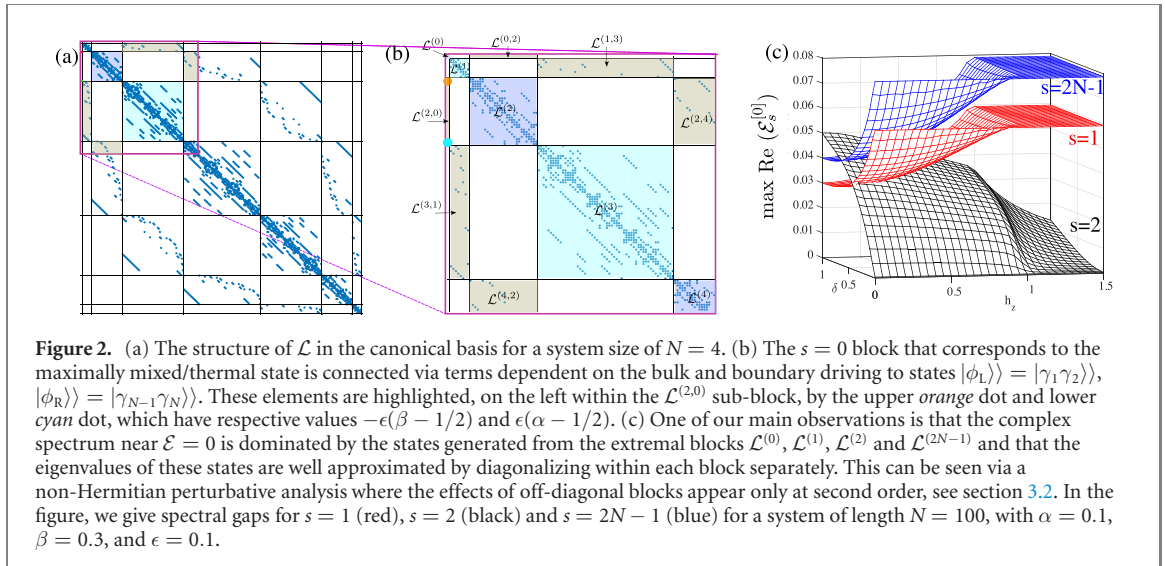 (a)
(b)
ℒ^(0)
ℒ^(0,2)
ℒ^(1,3)
ℒ^(1)
ℒ^(2)
ℒ^(2,0)
ℒ^(2,4)
ℒ^(3,1)
ℒ^(3)
ℒ^(4,2)
ℒ^(4)
(c)
max Re (ℰ_s^[0])
0.08
0.07
0.06
0.05
0.04
0.03
0.02
0.01
0
s=2N-1
s=1
s=2
1
δ 0.5
0
0.5
1
1.5
h_z
Figure 2. (a) The structure of ℒ in the canonical basis for a system size of N = 4. (b) The s = 0 block that corresponds to the
maximally mixed/thermal state is connected via terms dependent on the bulk and boundary driving to states |ϕ_L⟩⟩ = |γ_1γ_2⟩⟩,
|ϕ_R⟩⟩ = |γ_{N−1}γ_N⟩⟩. These elements are highlighted, on the left within the ℒ^(2,0) sub-block, by the upper orange dot and lower
cyan dot, which have respective values −ϵ(β − 1/2) and ϵ(α − 1/2). (c) One of our main observations is that the complex
spectrum near ℰ = 0 is dominated by the states generated from the extremal blocks ℒ^(0), ℒ^(1), ℒ^(2) and ℒ^(2N−1) and that the
eigenvalues of these states are well approximated by diagonalizing within each block separately. This can be seen via a
non-Hermitian perturbative analysis where the effects of off-diagonal blocks appear only at second order, see section 3.2. In the
figure, we give spectral gaps for s = 1 (red), s = 2 (black) and s = 2N − 1 (blue) for a system of length N = 100, with α = 0.1,
β = 0.3, and ϵ = 0.1.